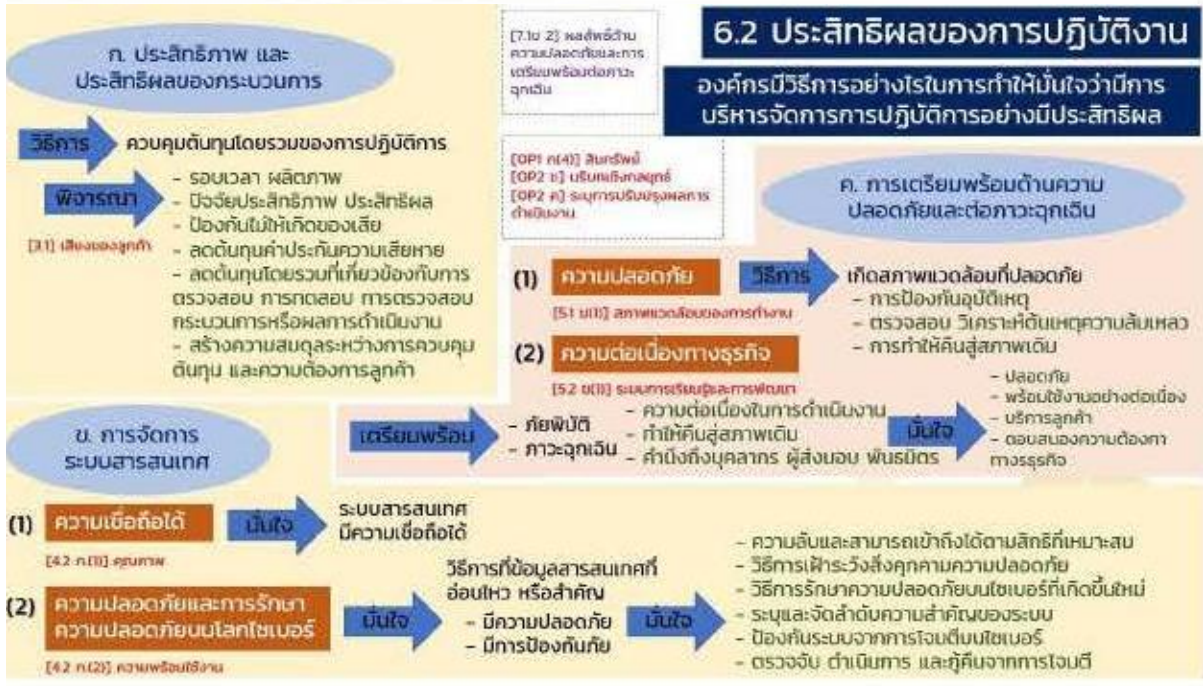 6.2 ประสิทธิผลของการปฏิบัติงาน
องค์กรมีวิธีการอย่างไรในการทำให้มั่นใจว่ามีการ
บริหารจัดการการปฏิบัติการอย่างมีประสิทธิผล
ก. ประสิทธิภาพ และ
ประสิทธิผลของกระบวนการ
วิธีการ
ควบคุมต้นทุนโดยรวมของการปฏิบัติการ
พิจารณา
- รอบเวลา ผลิตภาพ
- ปัจจัยประสิทธิภาพ ประสิทธิผล
- ป้องกันไม่ให้เกิดของเสีย
- ลดต้นทุนค่าประกันความเสียหาย
- ลดต้นทุนโดยรวมที่เกี่ยวข้องกับการ
ตรวจสอบ การทดสอบ การตรวจสอบ
กระบวนการหรือผลการดำเนินงาน
- สร้างความสมดุลระหว่างการควบคุม
ต้นทุน และความต้องการลูกค้า
[3.1] เสียงของลูกค้า
[7.1ข 2] ผลลัพธ์ด้าน
ความปลอดภัยและการ
เตรียมพร้อมต่อภาวะ
ฉุกเฉิน
[OP1 ก(4)] สินทรัพย์
[OP2 ข] บริบทเชิงกลยุทธ์
[OP2 ค] ระบบการปรับปรุงผลการ
ดำเนินงาน
ค. การเตรียมพร้อมด้านความ
ปลอดภัยและต่อภาวะฉุกเฉิน
(1) ความปลอดภัย
วิธีการ
เกิดสภาพแวดล้อมที่ปลอดภัย
- การป้องกันอุบัติเหตุ
- ตรวจสอบ วิเคราะห์ต้นเหตุความล้มเหลว
- การทำให้คืนสู่สภาพเดิม
[5.1 ข(1)] สภาพแวดล้อมของการทำงาน
(2) ความต่อเนื่องทางธุรกิจ
[5.2 ข(1)] ระบบการเรียนรู้และการพัฒนา
เตรียมพร้อม
- ภัยพิบัติ
- ภาวะฉุกเฉิน
- ความต่อเนื่องในการดำเนินงาน
- ทำให้คืนสู่สภาพเดิม
- คำนึงถึงบุคลากร ผู้ส่งมอบ พันธมิตร
มั่นใจ
- ปลอดภัย
- พร้อมใช้งานอย่างต่อเนื่อง
- บริการลูกค้า
- ตอบสนองความต้องกา
ทางธุรกิจ
ข. การจัดการ
ระบบสารสนเทศ
(1) ความเชื่อถือได้
มั่นใจ
ระบบสารสนเทศ
มีความเชื่อถือได้
[4.2 ก.(1)] คุณภาพ
(2) ความปลอดภัยและการรักษา
ความปลอดภัยบนโลกไซเบอร์
[4.2 ก.(2)] ความพร้อมใช้งาน
มั่นใจ
วิธีการที่ข้อมูลสารสนเทศที่
อ่อนไหว หรือสำคัญ
- มีความปลอดภัย
- มีการป้องกันภัย
มั่นใจ
- ความลับและสามารถเข้าถึงได้ตามสิทธิที่เหมาะสม
- วิธีการเฝ้าระวังสิ่งคุกคามความปลอดภัย
- วิธีการรักษาความปลอดภัยบนไซเบอร์ที่เกิดขึ้นใหม่
- ระบุและจัดลำดับความสำคัญของระบบ
- ป้องกันระบบจากการโจมตีบนไซเบอร์
- ตรวจจับ ดำเนินการ และกู้คืนจากการโจมตี